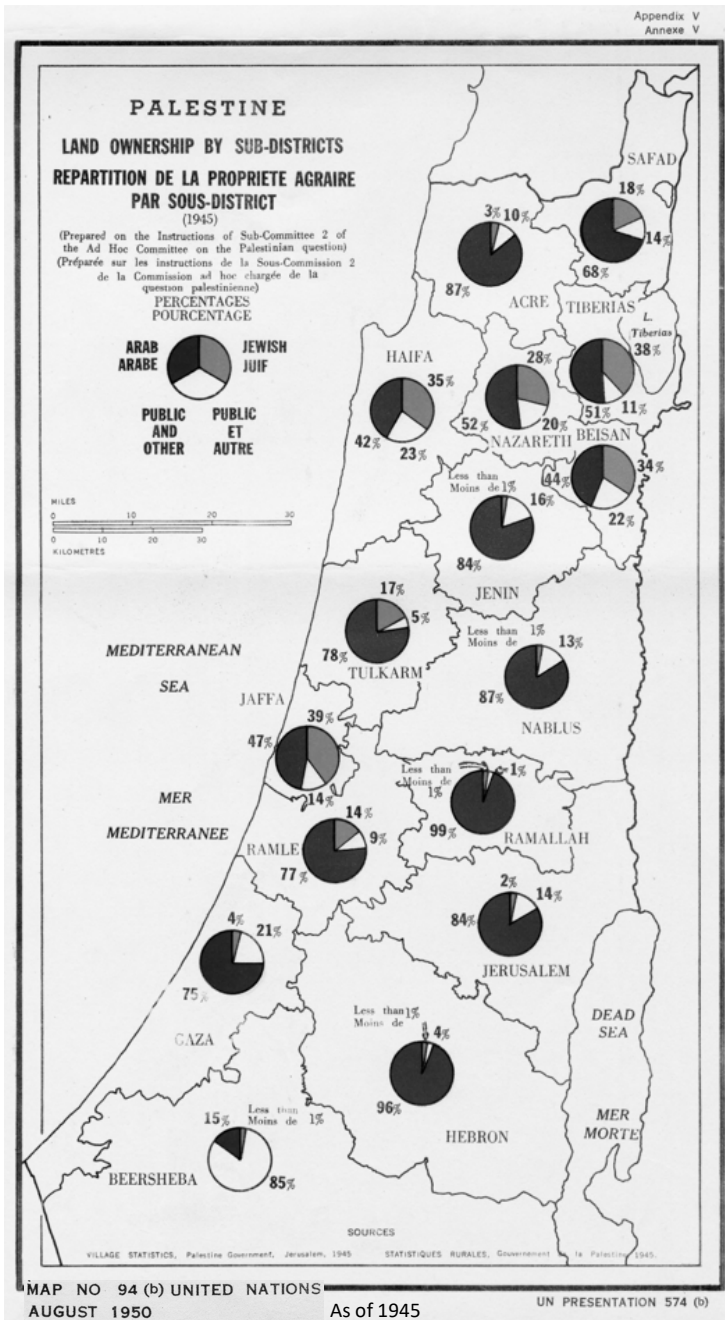 Appendix V
Annexe V
PALESTINE
LAND OWNERSHIP BY SUB-DISTRICTS
REPARTITION DE LA PROPRIETE AGRAIRE
PAR SOUS-DISTRICT
(1945)
(Prepared on the Instructions of Sub-Committee 2 of
the Ad Hoc Committee on the Palestinian question)
(Préparée sur les instructions de la Sous-Commission 2
de la Commission ad hoc chargée de la
question palestinienne)
PERCENTAGES
POURCENTAGE
ARAB
ARABE
JEWISH
JUIF
PUBLIC
AND
OTHER
PUBLIC
ET
AUTRE
MILES
0 10 20 30
0 10 20 30
KILOMETRES
SAFAD
18%
14%
68%
3% 10%
87%
ACRE
TIBERIAS
L.
Tiberias
38%
51% 11%
HAIFA
35%
42% 23%
28%
52% 20%
NAZARETH
BEISAN
44% 34%
22%
Less than
Moins de 1%
16%
84%
JENIN
17%
5%
78%
TULKARM
Less than
Moins de 1%
13%
87%
NABLUS
MEDITERRANEAN
SEA
JAFFA
39%
47%
14%
MER
MEDITERRANEE
Less than
Moins de
1%
1%
99%
RAMALLAH
14%
9%
RAMLE
77%
2% 14%
84%
JERUSALEM
4% 21%
75%
GAZA
Less than
Moins de 1%
4%
96%
HEBRON
DEAD
SEA
MER
MORTE
15%
Less than
Moins de 1%
85%
BEERSHEBA
SOURCES
VILLAGE STATISTICS, Palestine Government, Jerusalem, 1945 STATISTIQUES RURALES, Gouvernement la Palestine 1945.
MAP NO 94 (b) UNITED NATIONS
AUGUST 1950
As of 1945
UN PRESENTATION 574 (b)